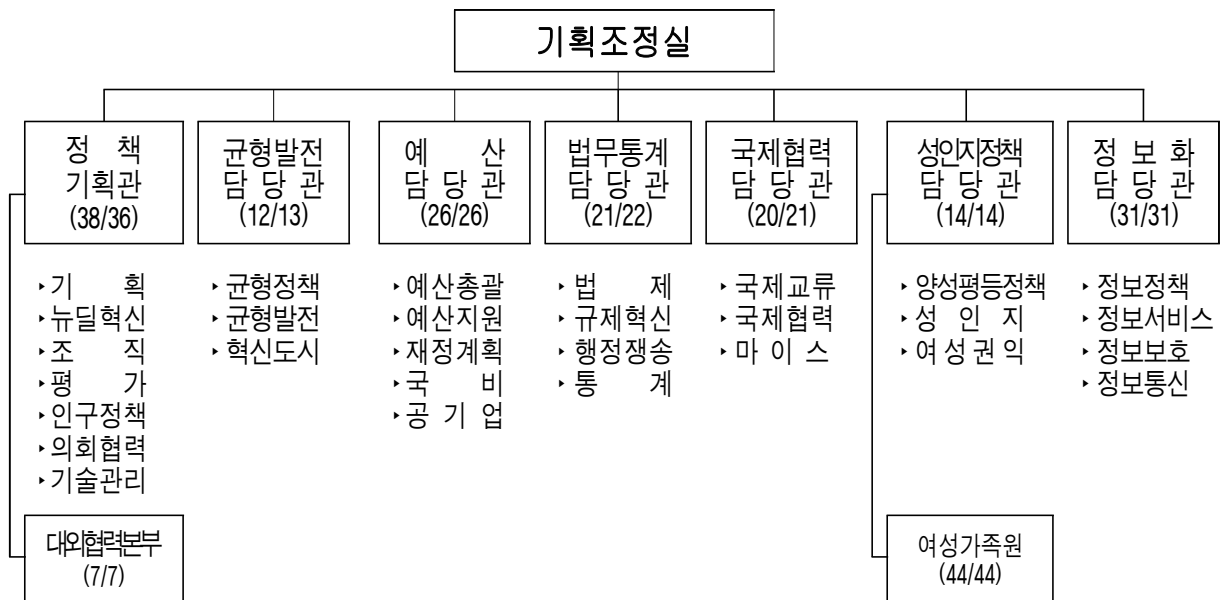 기획조정실
정 책
기획관
(38/36)
균형발전
담 당 관
(12/13)
예 산
담 당 관
(26/26)
법무통계
담 당 관
(21/22)
국제협력
담 당 관
(20/21)
성인지정책
담 당 관
(14/14)
정 보 화
담 당 관
(31/31)
‣기 획
‣뉴딜혁신
‣조 직
‣평 가
‣인구정책
‣의회협력
‣기술관리
‣균형정책
‣균형발전
‣혁신도시
‣예산총괄
‣예산지원
‣재정계획
‣국 비
‣공 기 업
‣법 제
‣규제혁신
‣행정쟁송
‣통 계
‣국제교류
‣국제협력
‣마 이 스
‣양성평등정책
‣성 인 지
‣여성권익
‣정보정책
‣정보서비스
‣정보보호
‣정보통신
대외협력본부
(7/7)
여성가족원
(44/44)